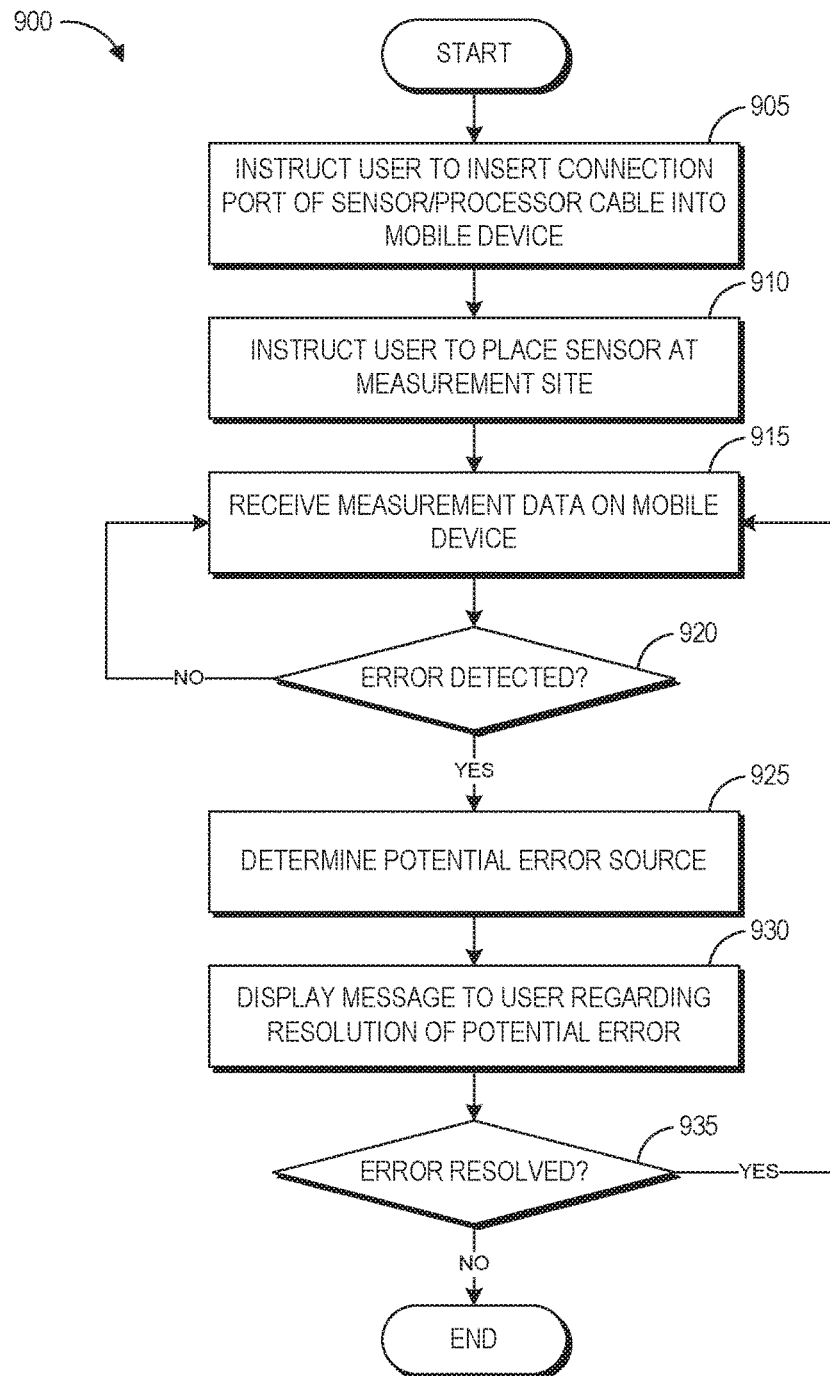 900
START
905
INSTRUCT USER TO INSERT CONNECTION
PORT OF SENSOR/PROCESSOR CABLE INTO
MOBILE DEVICE
910
INSTRUCT USER TO PLACE SENSOR AT
MEASUREMENT SITE
915
RECEIVE MEASUREMENT DATA ON MOBILE
DEVICE
920
ERROR DETECTED?
NO
YES
925
DETERMINE POTENTIAL ERROR SOURCE
930
DISPLAY MESSAGE TO USER REGARDING
RESOLUTION OF POTENTIAL ERROR
935
ERROR RESOLVED?
YES
NO
END